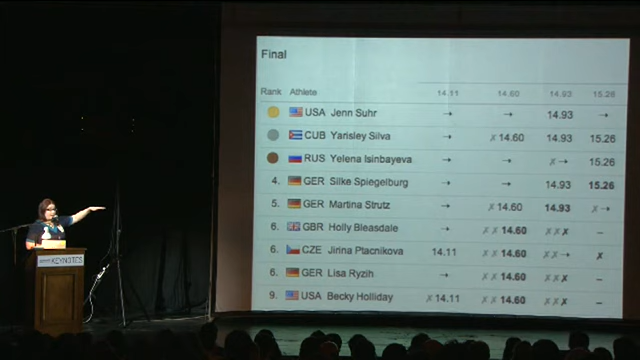 Final
Rank Athlete 14.11 14.60 14.93 15.26
USA Jenn Suhr → → 14.93 →
CUB Yarisley Silva → x 14.60 14.93 15.26
RUS Yelena Isinbayeva → → x → 15.26
4. GER Silke Spiegelburg → → 14.93 15.26
5. GER Martina Strutz → x 14.60 14.93 x →
6. GBR Holly Bleasdale → x x 14.60 x x x –
6. CZE Jirina Ptacnikova 14.11 x x 14.60 x x → x
6. GER Lisa Ryzih → x x 14.60 x x x –
9. USA Becky Holliday x 14.11 x x 14.60 x x x –
KEYNOTES